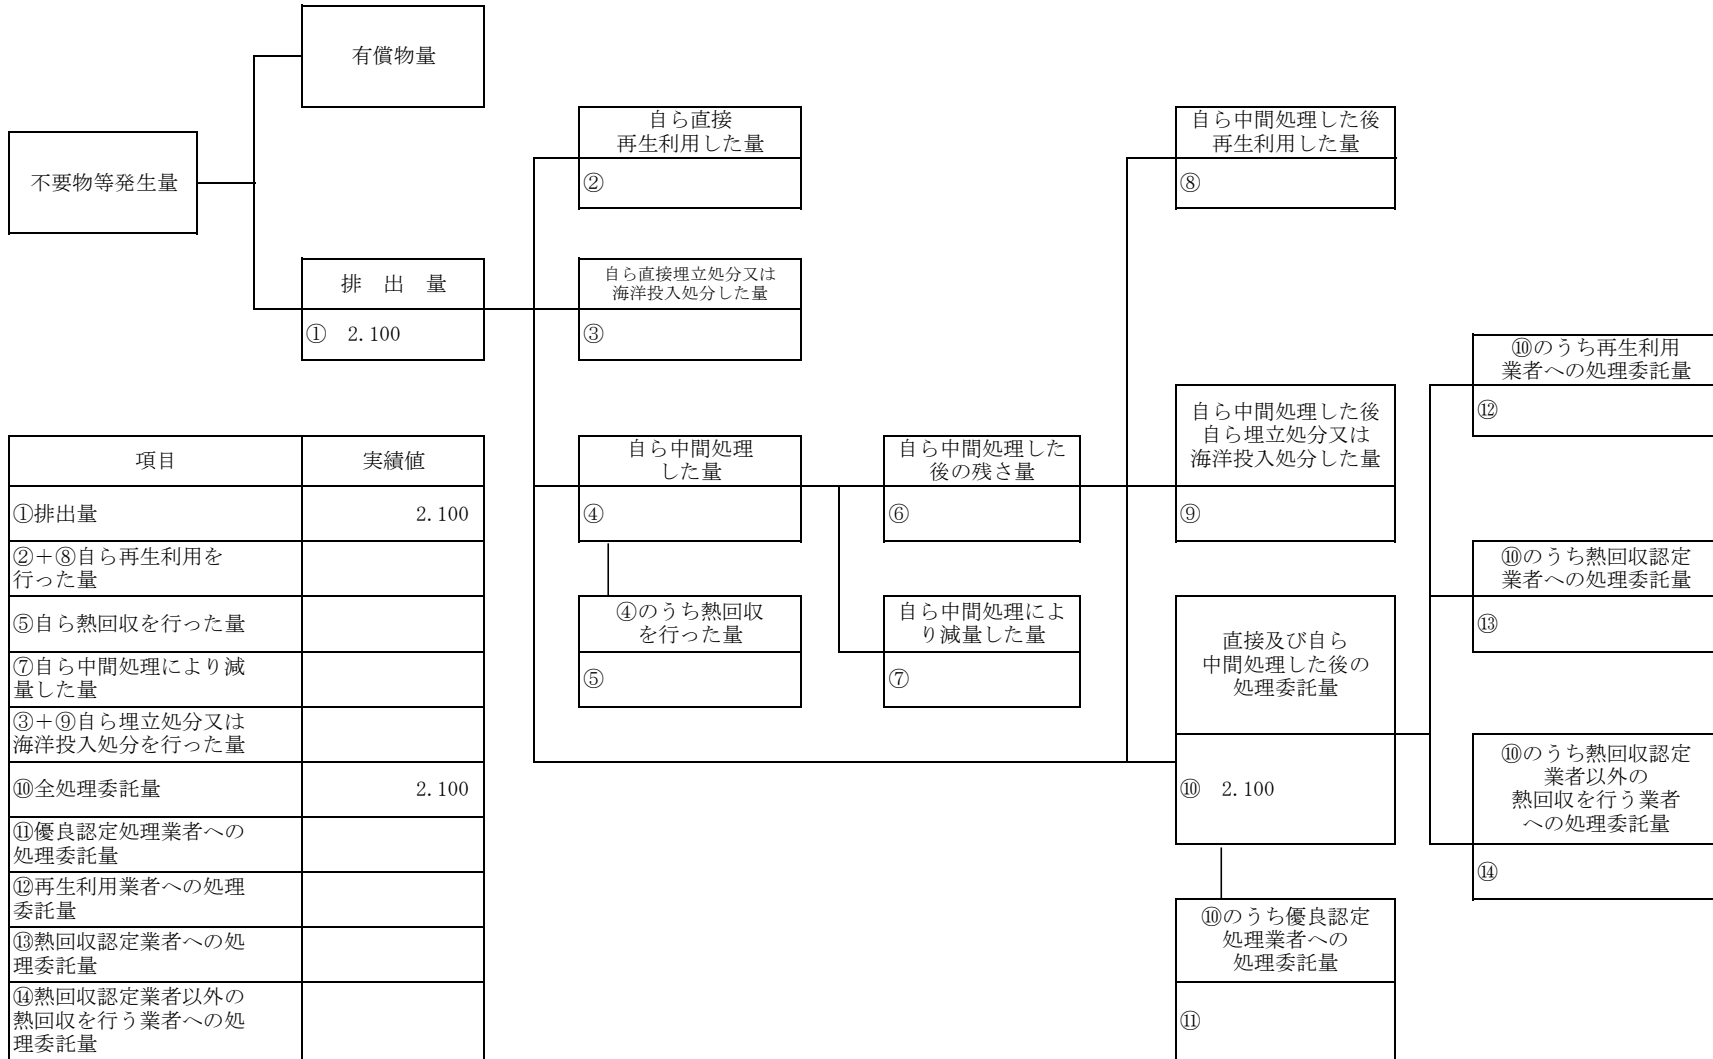 有償物量
不要物等発生量
排 出 量
① 2.100
自ら直接
再生利用した量
②
自ら直接埋立処分又は
海洋投入処分した量
③
自ら中間処理
した量
④
④のうち熱回収
を行った量
⑤
自ら中間処理した
後の残さ量
⑥
自ら中間処理によ
り減量した量
⑦
自ら中間処理した後
再生利用した量
⑧
自ら中間処理した後
自ら埋立処分又は
海洋投入処分した量
⑨
直接及び自ら
中間処理した後の
処理委託量
⑩ 2.100
⑩のうち優良認定
処理業者への
処理委託量
⑪
⑩のうち再生利用
業者への処理委託量
⑫
⑩のうち熱回収認定
業者への処理委託量
⑬
⑩のうち熱回収認定
業者以外の
熱回収を行う業者
への処理委託量
⑭
項目 実績値
①排出量 2.100
②+⑧自ら再生利用を
行った量
⑤自ら熱回収を行った量
⑦自ら中間処理により減
量した量
③+⑨自ら埋立処分又は
海洋投入処分を行った量
⑩全処理委託量 2.100
⑪優良認定処理業者への
処理委託量
⑫再生利用業者への処理
委託量
⑬熱回収認定業者への処
理委託量
⑭熱回収認定業者以外の
熱回収を行う業者への処
理委託量